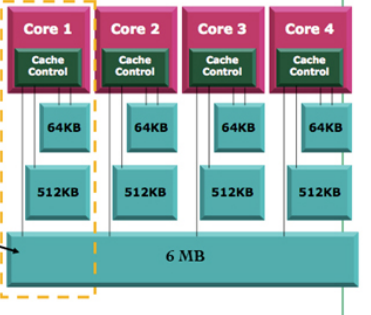 Core 1 Core 2 Core 3 Core 4
Cache Cache Cache Cache
Control Control Control Control
64KB 64KB 64KB 64KB
512KB 512KB 512KB 512KB
6 MB